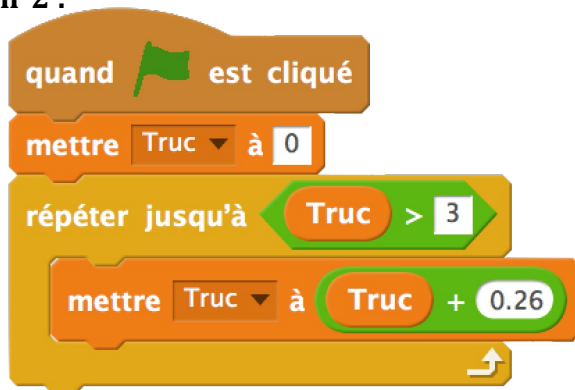 n 2 :
quand est cliqué
mettre Truc à 0
répéter jusqu'à Truc > 3
mettre Truc à Truc + 0.26